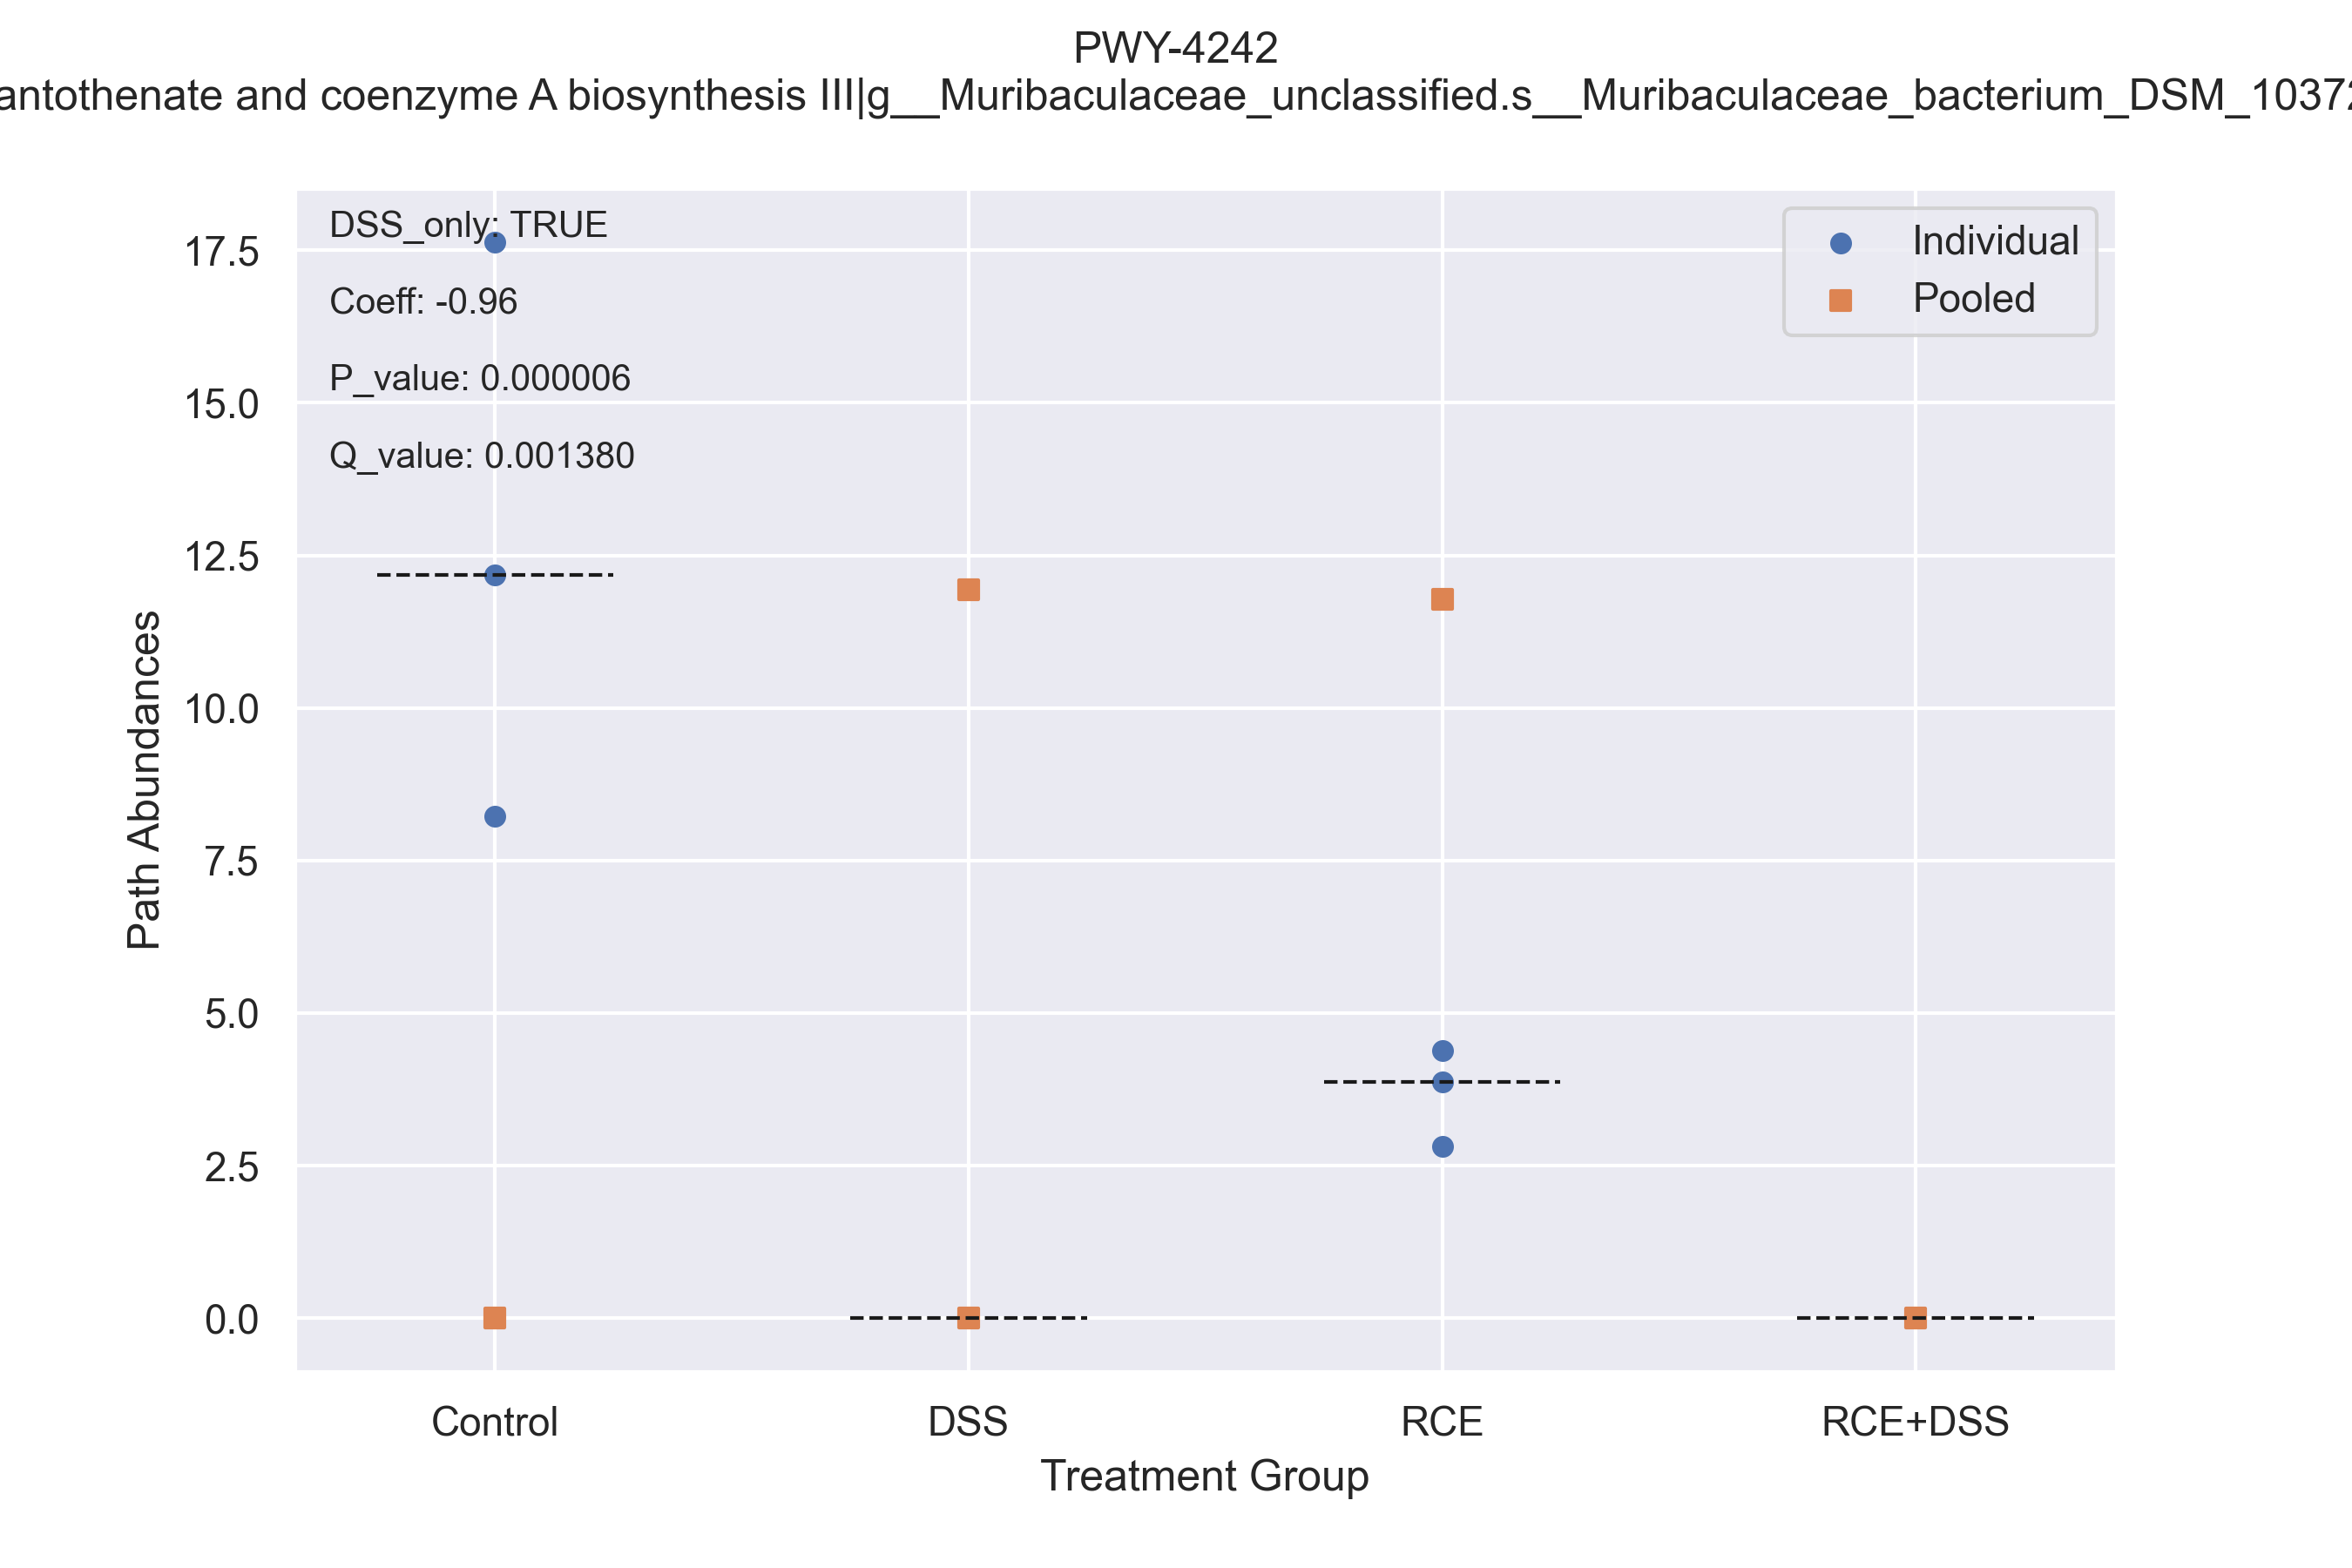 PWY-4242
antothenate and coenzyme A biosynthesis III|g__Muribaculaceae_unclassified.s__Muribaculaceae_bacterium_DSM_10372
DSS_only: TRUE
Coeff: -0.96
P_value: 0.000006
Q_value: 0.001380
Individual
Pooled
17.5
15.0
12.5
10.0
7.5
5.0
2.5
0.0
Path Abundances
Control
DSS
RCE
RCE+DSS
Treatment Group